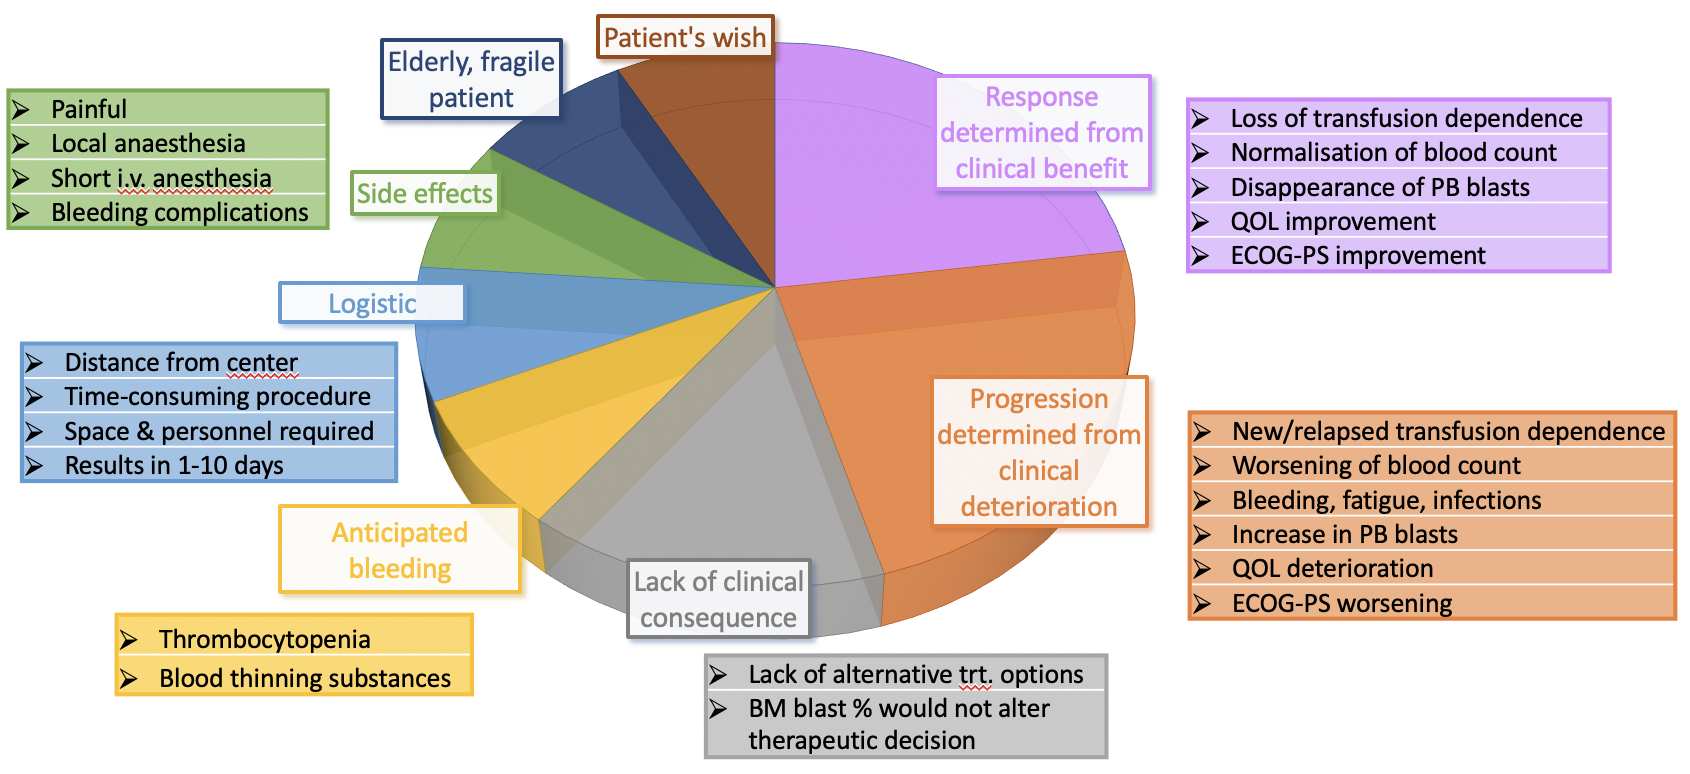 Patient's wish
Elderly, fragile
patient
Response
determined from
clinical benefit
➢ Loss of transfusion dependence
➢ Normalisation of blood count
➢ Disappearance of PB blasts
➢ QOL improvement
➢ ECOG-PS improvement
➢ Painful
➢ Local anaesthesia
➢ Short i.v. anesthesia
➢ Bleeding complications
Side effects
Logistic
➢ Distance from center
➢ Time-consuming procedure
➢ Space & personnel required
➢ Results in 1-10 days
Progression
determined from
clinical
deterioration
➢ New/relapsed transfusion dependence
➢ Worsening of blood count
➢ Bleeding, fatigue, infections
➢ Increase in PB blasts
➢ QOL deterioration
➢ ECOG-PS worsening
Anticipated
bleeding
➢ Thrombocytopenia
➢ Blood thinning substances
Lack of clinical
consequence
➢ Lack of alternative trt. options
➢ BM blast % would not alter
therapeutic decision